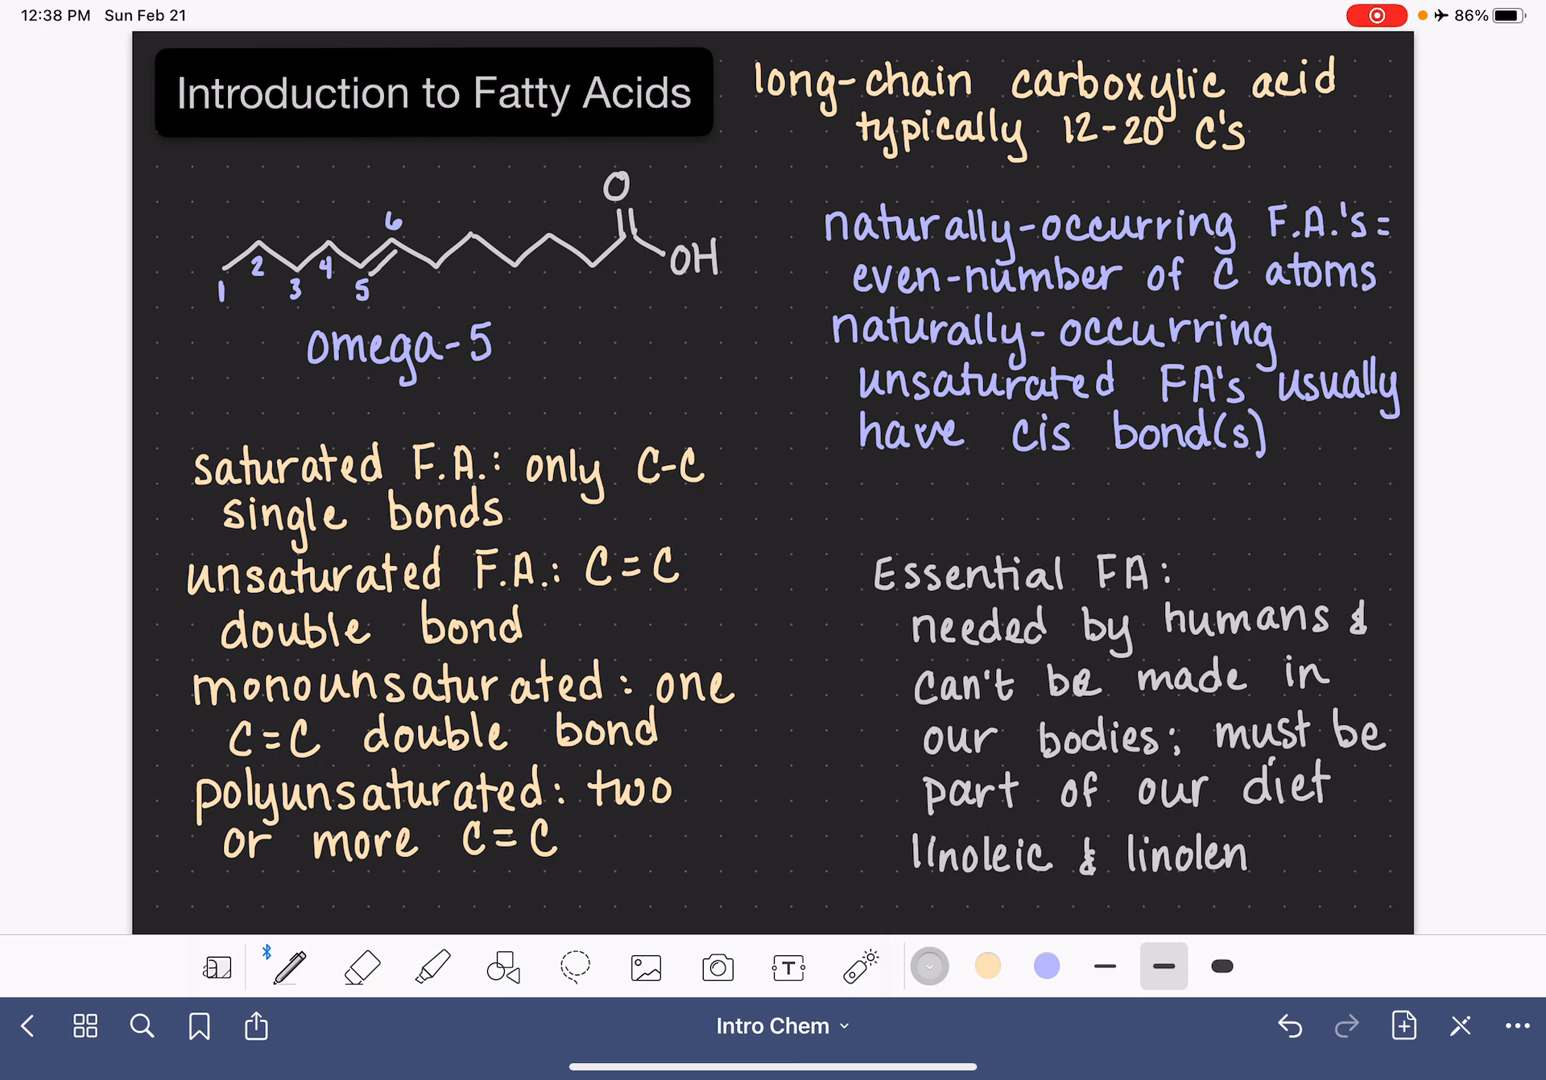 12:38 PM Sun Feb 21
86%
Introduction to Fatty Acids
long-chain carboxylic acid
typically 12-20 C's
O
OH
1
2
3
4
5
6
omega-5
naturally-occurring F.A.'s =
even-number of C atoms
naturally-occurring
unsaturated FA's usually
have cis bond(s)
saturated F.A.: only C-C
single bonds
unsaturated F.A.: C=C
double bond
monounsaturated: one
C=C double bond
polyunsaturated: two
or more C=C
Essential FA:
needed by humans &
can't be made in
our bodies; must be
part of our diet
linoleic & linolen
a
T
Intro Chem